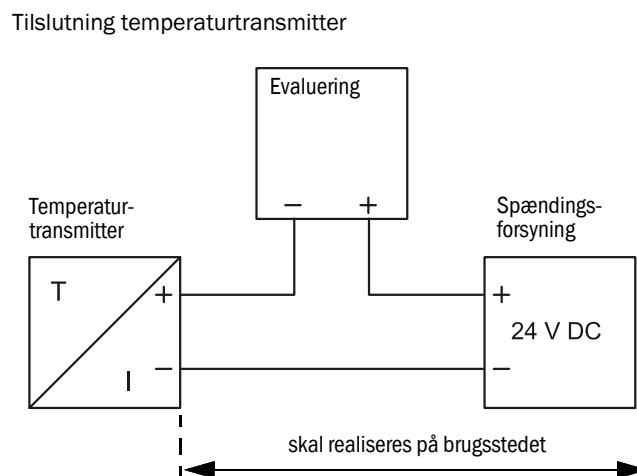 Tilslutning temperaturtransmitter
Evaluering
− +
Temperatur-
transmitter
Spændings-
forsyning
T
+
+
24 V DC
I
−
−
skal realiseres på brugsstedet